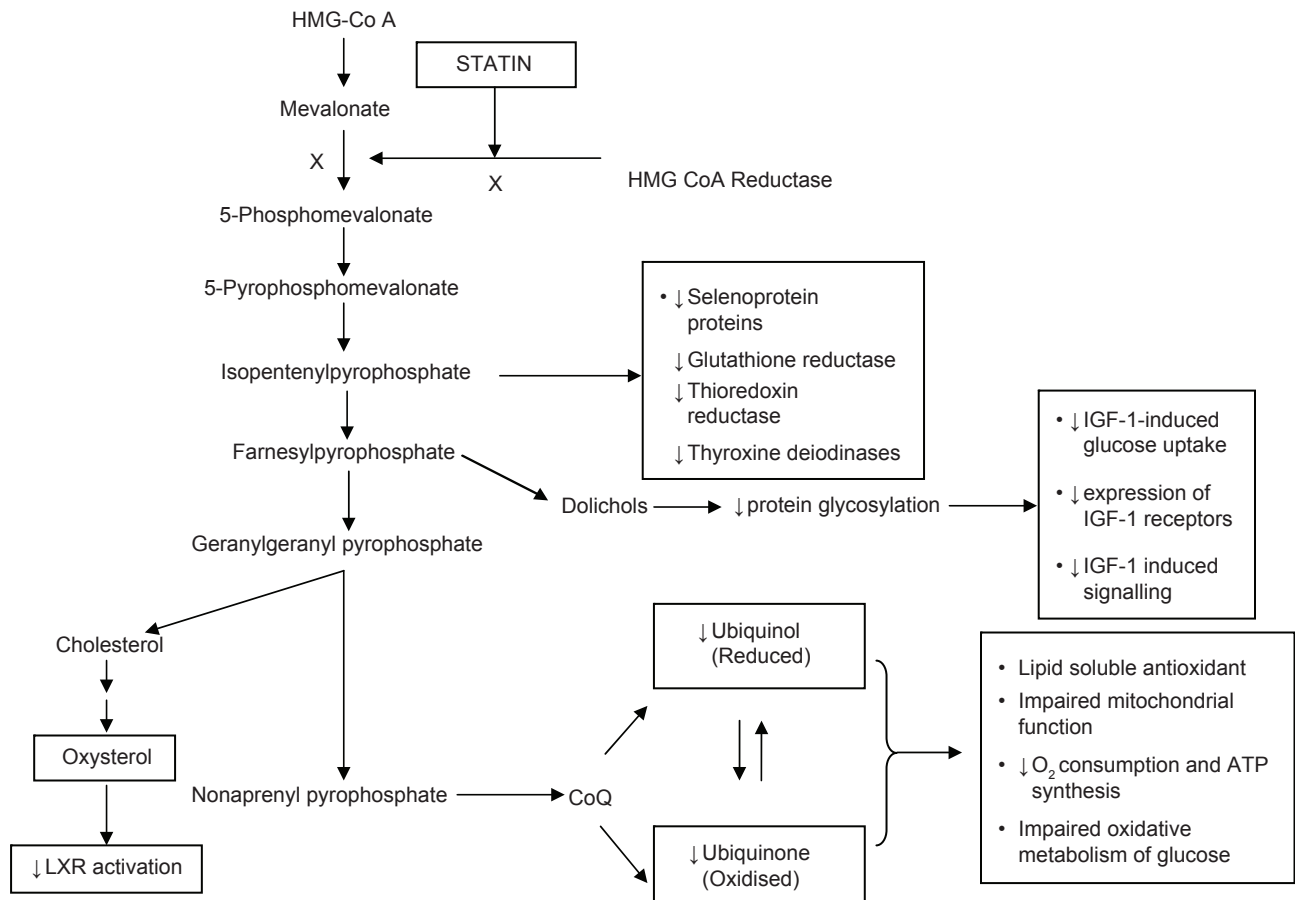 HMG-Co A
STATIN
Mevalonate
X
X
HMG CoA Reductase
5-Phosphomevalonate
5-Pyrophosphomevalonate
• ↓Selenoprotein
proteins
↓Glutathione reductase
↓Thioredoxin
reductase
↓Thyroxine deiodinases
Isopentenylpyrophosphate
Farnesylpyrophosphate
Dolichols
↓protein glycosylation
• ↓IGF-1-induced
glucose uptake
• ↓expression of
IGF-1 receptors
• ↓IGF-1 induced
signalling
Geranylgeranyl pyrophosphate
Cholesterol
Oxysterol
↓LXR activation
Nonaprenyl pyrophosphate
CoQ
↓Ubiquinol
(Reduced)
↓Ubiquinone
(Oxidised)
• Lipid soluble antioxidant
• Impaired mitochondrial
function
• ↓O₂ consumption and ATP
synthesis
• Impaired oxidative
metabolism of glucose